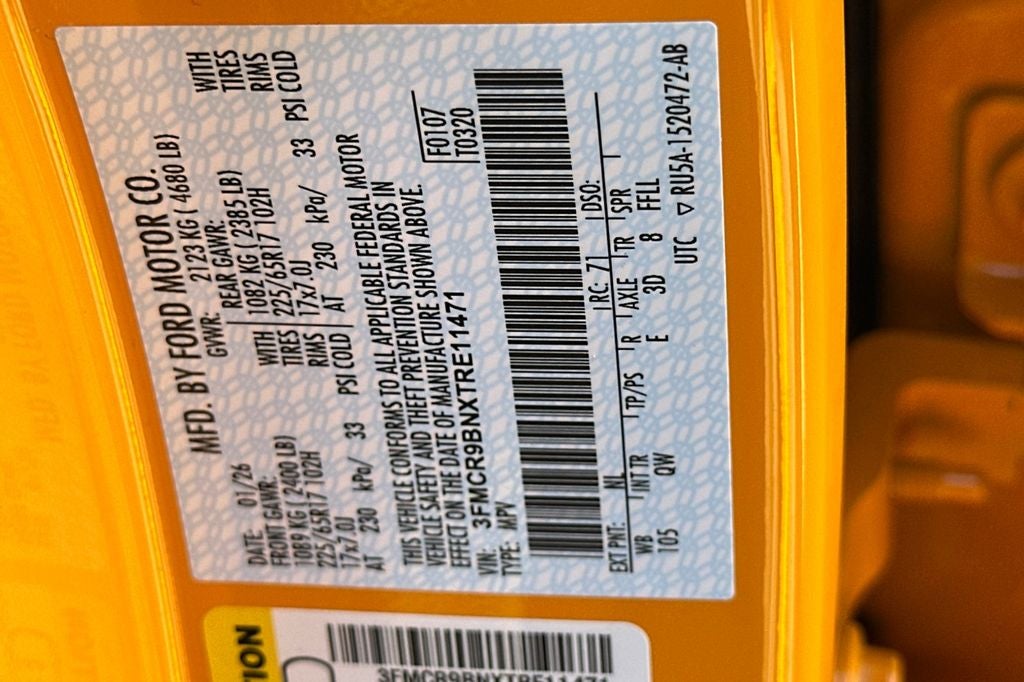 MFD. BY FORD MOTOR CO.
DATE: 01/26 GVWR: 2123 KG ( 4680 LB)
FRONT GAWR: REAR GAWR: WITH
1089 KG ( 2400 LB) WITH 1082 KG ( 2385 LB) TIRES
225/65R17 102H TIRES 225/65R17 102H RIMS
17x7.0J RIMS 17x7.0J
AT 230 kPa/ 33 PSI COLD AT 230 kPa/ 33 PSI COLD
THIS VEHICLE CONFORMS TO ALL APPLICABLE FEDERAL MOTOR
VEHICLE SAFETY AND THEFT PREVENTION STANDARDS IN
EFFECT ON THE DATE OF MANUFACTURE SHOWN ABOVE.
VIN: 3FMCR9BNXTRE11471 F0107
TYPE: MPV T0320
EXT PNT: NL RC: 71 DSO:
WB INT TR TP/PS R AXLE TR SPR
105 QW E 3D 8 FFLL
UTC ▽ RU5A-1520472-AB
TION
3FMCR9BNXTRE11471